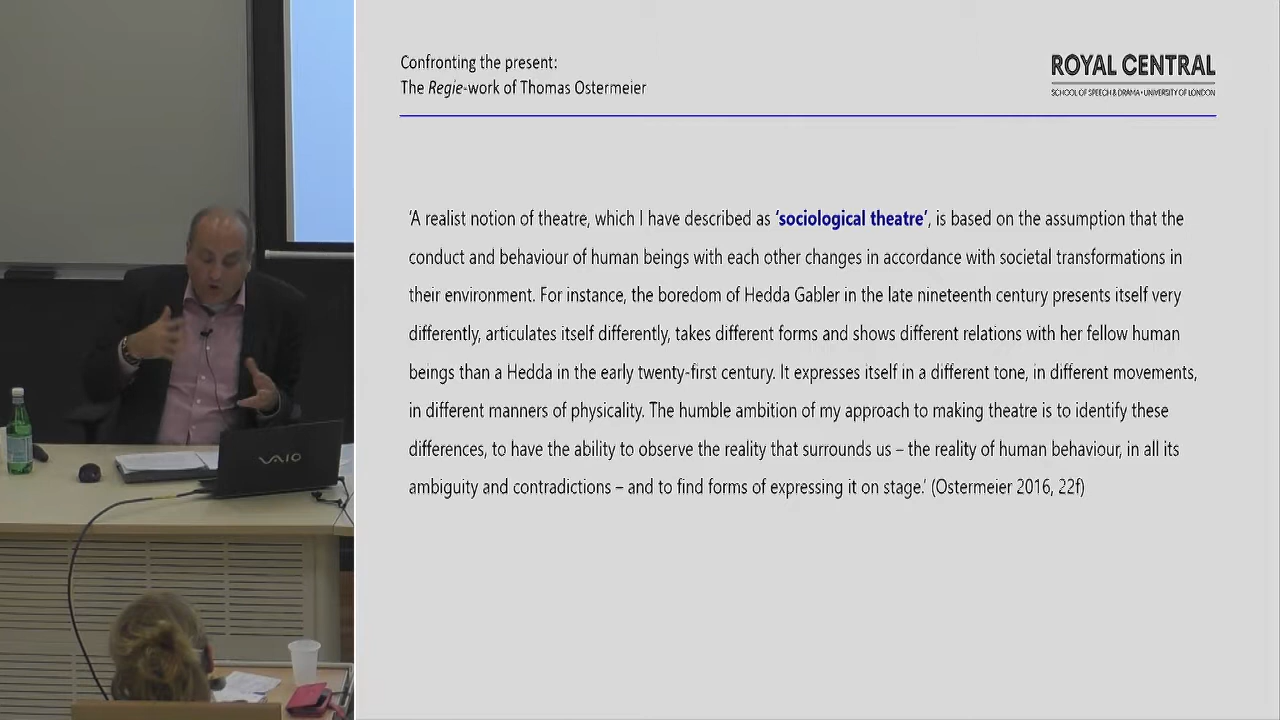 Confronting the present:
The Regie-work of Thomas Ostermeier
ROYAL CENTRAL
SCHOOL OF SPEECH & DRAMA • UNIVERSITY OF LONDON
‘A realist notion of theatre, which I have described as ‘sociological theatre’, is based on the assumption that the
conduct and behaviour of human beings with each other changes in accordance with societal transformations in
their environment. For instance, the boredom of Hedda Gabler in the late nineteenth century presents itself very
differently, articulates itself differently, takes different forms and shows different relations with her fellow human
beings than a Hedda in the early twenty-first century. It expresses itself in a different tone, in different movements,
in different manners of physicality. The humble ambition of my approach to making theatre is to identify these
differences, to have the ability to observe the reality that surrounds us – the reality of human behaviour, in all its
ambiguity and contradictions – and to find forms of expressing it on stage.’ (Ostermeier 2016, 22f)
VAIO